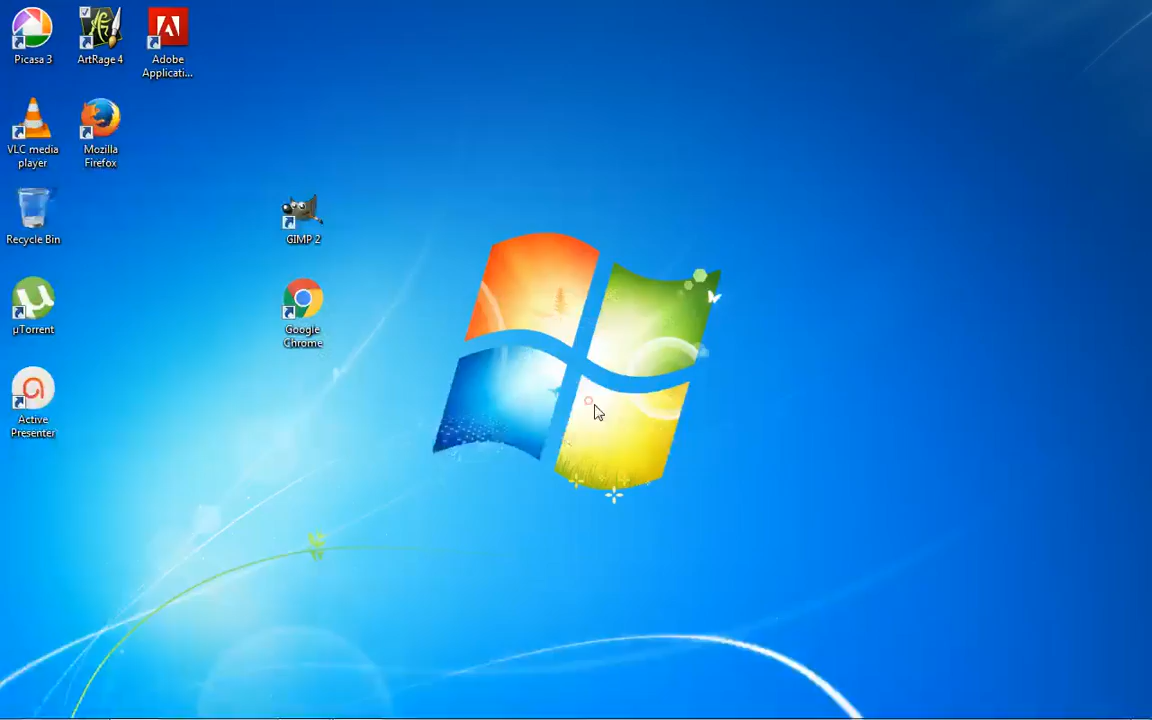 Picasa 3
ArtRage 4
Adobe
Applicati...
VLC media
player
Mozilla
Firefox
Recycle Bin
GIMP 2
µTorrent
Google
Chrome
Active
Presenter